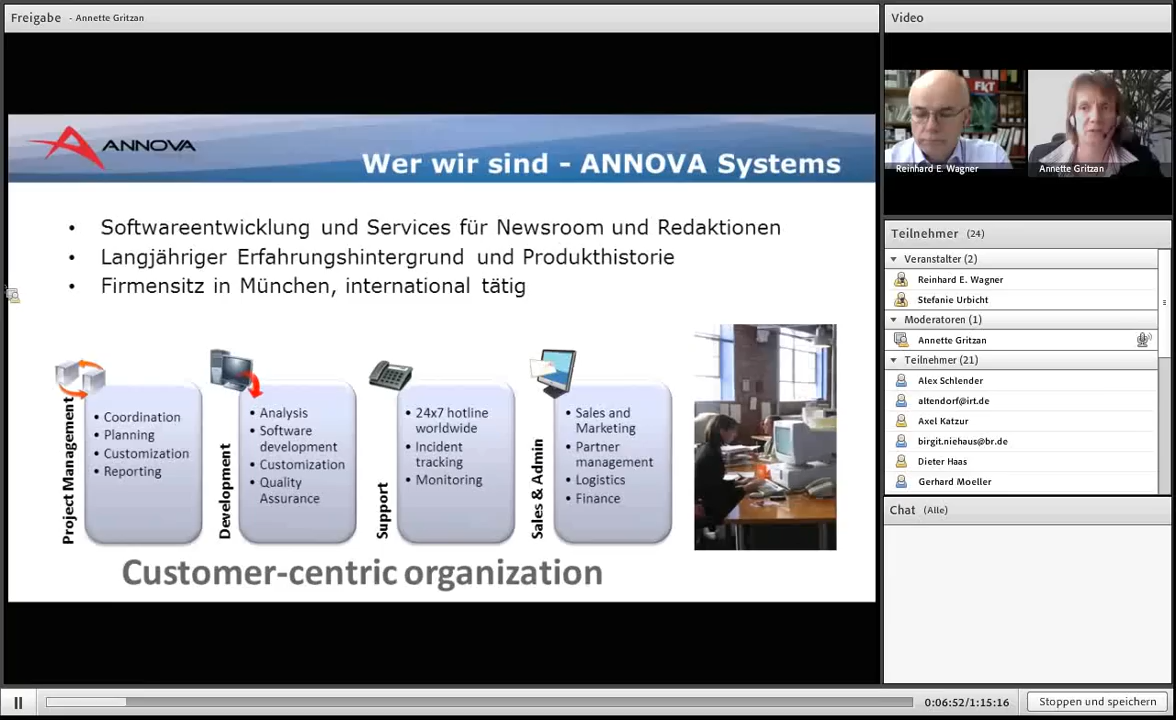 Freigabe - Annette Gritzan
ANNOVA
Wer wir sind - ANNOVA Systems
• Softwareentwicklung und Services für Newsroom und Redaktionen
• Langjähriger Erfahrungshintergrund und Produkthistorie
• Firmensitz in München, international tätig
Project Management
• Coordination
• Planning
• Customization
• Reporting
Development
• Analysis
• Software
development
• Customization
• Quality
Assurance
Support
• 24x7 hotline
worldwide
• Incident
tracking
• Monitoring
Sales & Admin
• Sales and
Marketing
• Partner
management
• Logistics
• Finance
Customer-centric organization
Video
FKT
Reinhard E. Wagner
Annette Gritzan
Teilnehmer (24)
Veranstalter (2)
Reinhard E. Wagner
Stefanie Urbicht
Moderatoren (1)
Annette Gritzan
Teilnehmer (21)
Alex Schlender
altendorf@irt.de
Axel Katzur
birgit.niehaus@br.de
Dieter Haas
Gerhard Moeller
Chat (Alle)
0:06:52/1:15:16
Stoppen und speichern